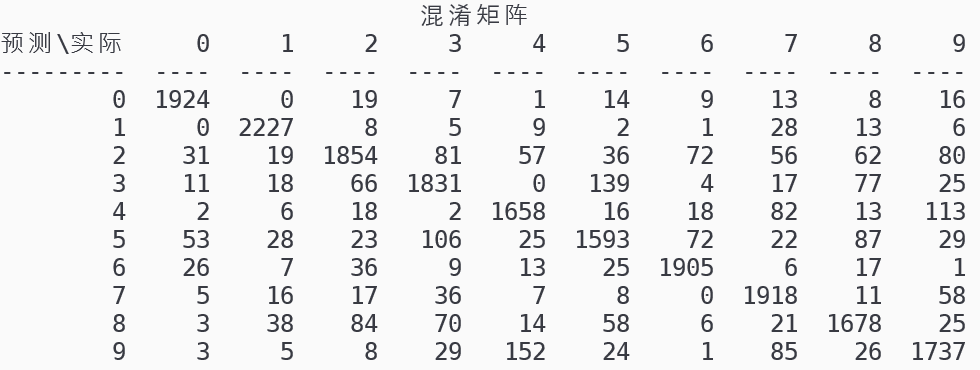 混淆矩阵
预测\实际 0 1 2 3 4 5 6 7 8 9
--------- ---- ---- ---- ---- ---- ---- ---- ---- ---- ----
0 1924 0 19 7 1 14 9 13 8 16
1 0 2227 8 5 9 2 1 28 13 6
2 31 19 1854 81 57 36 72 56 62 80
3 11 18 66 1831 0 139 4 17 77 25
4 2 6 18 2 1658 16 18 82 13 113
5 53 28 23 106 25 1593 72 22 87 29
6 26 7 36 9 13 25 1905 6 17 1
7 5 16 17 36 7 8 0 1918 11 58
8 3 38 84 70 14 58 6 21 1678 25
9 3 5 8 29 152 24 1 85 26 1737